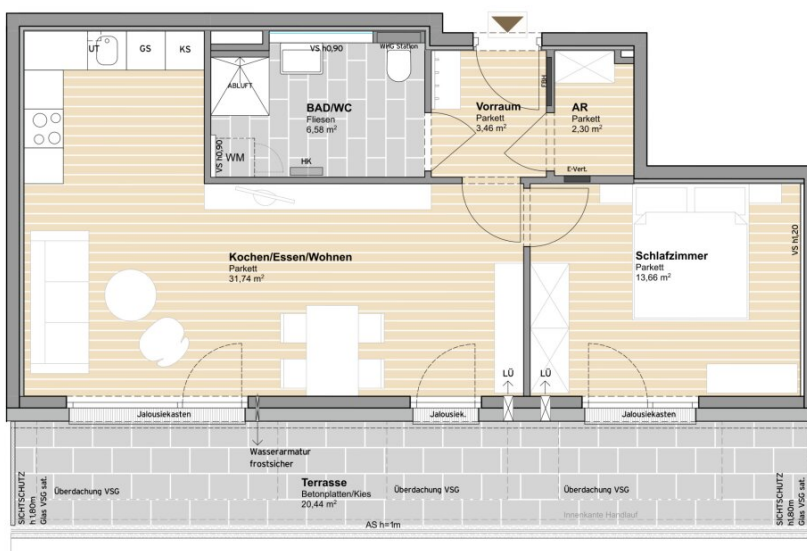 UT
GS
KS
VS h0,90
WHG Station
ABLUFT
BAD/WC
Fliesen
6,58 m²
WM
VS h0,90
HK
Vorraum
Parkett
3,46 m²
FBH
AR
Parkett
2,30 m²
E-Vert.
Kochen/Essen/Wohnen
Parkett
31,74 m²
Schlafzimmer
Parkett
13,66 m²
VS h1,20
LÜ
LÜ
Jalousiekasten
Jalousiek.
Jalousiekasten
Wasserarmatur
frostsicher
SICHTSCHUTZ
h1,80m
Glas VSG sat.
Überdachung VSG
Terrasse
Betonplatten/Kies
20,44 m²
Überdachung VSG
Überdachung VSG
SICHTSCHUTZ
h1,80m
Glas VSG sat.
Innenkante Handlauf
AS h=1m